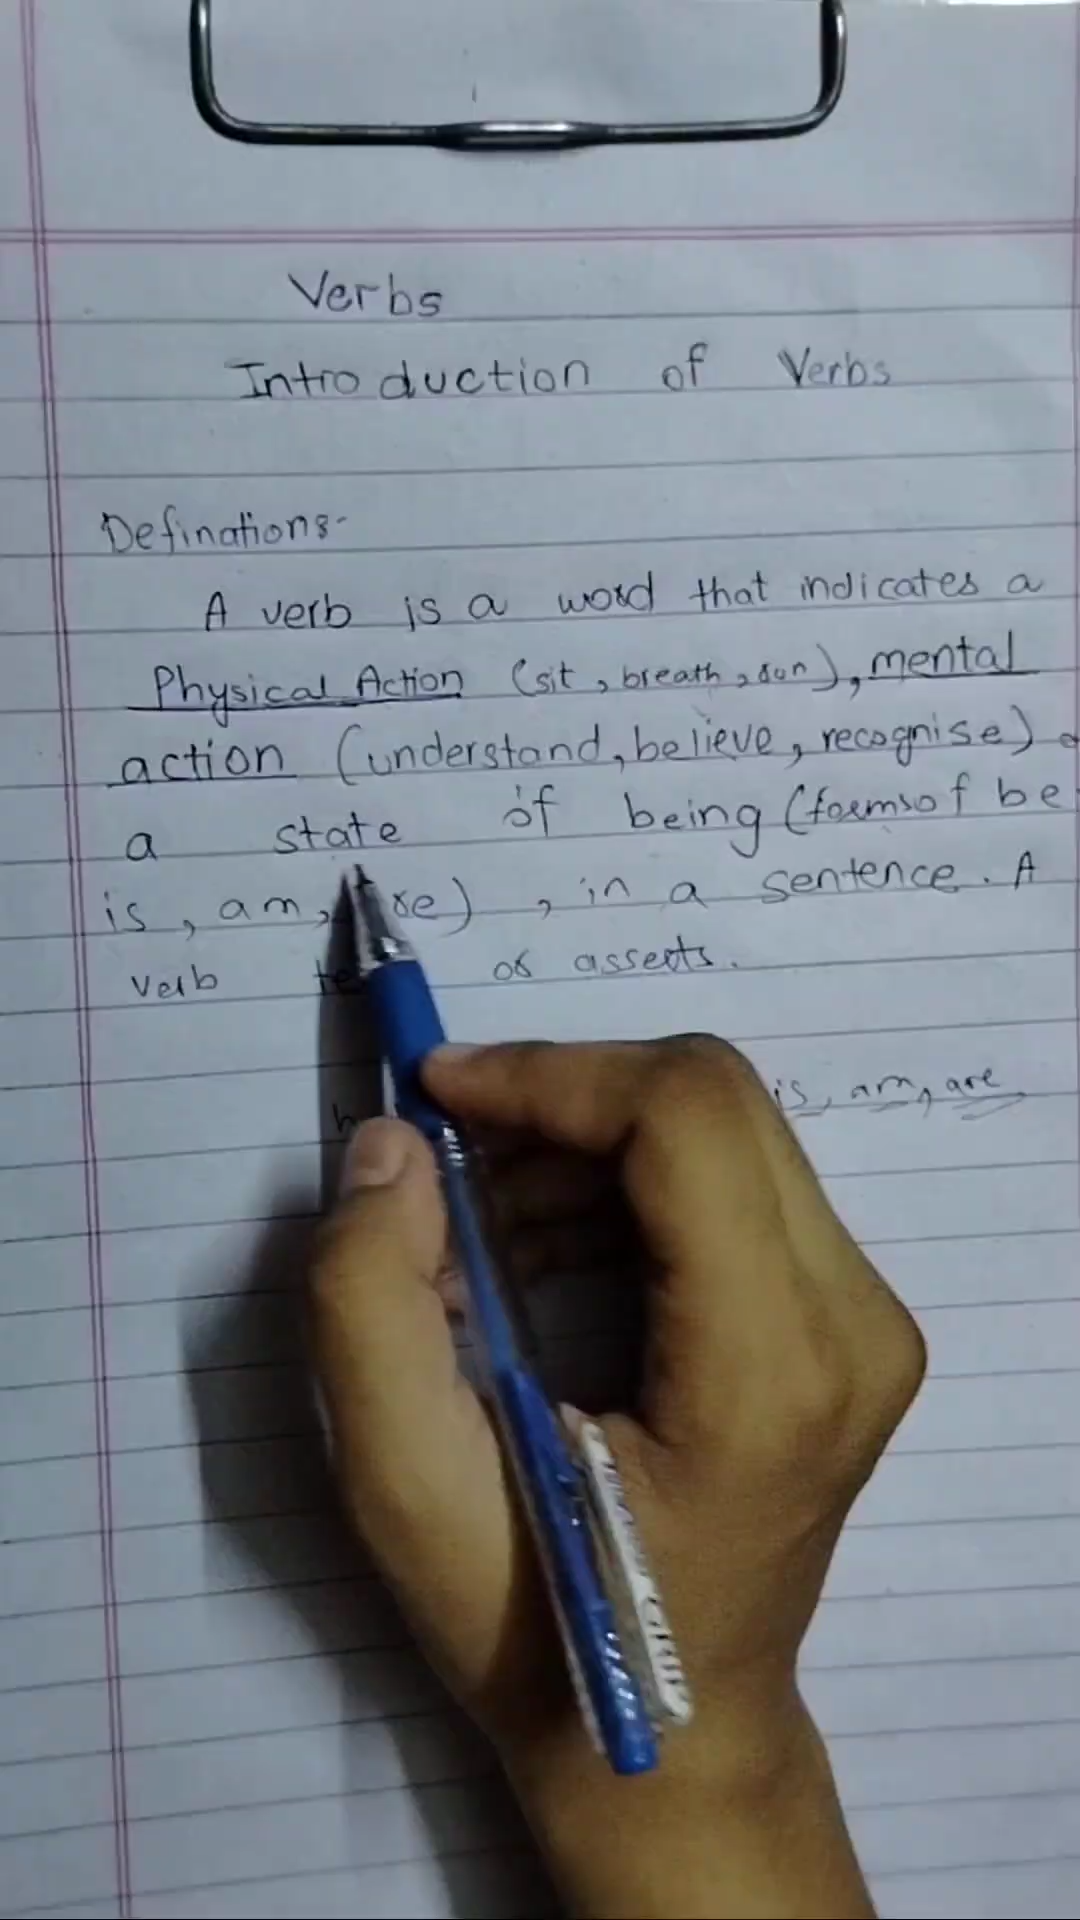 Verbs
Introduction of Verbs
Definations:-
A verb is a word that indicates a
Physical Action (sit, breath, run), mental
action (understand, believe, recognise)
a state of being (forms of be
is, am, are) , in a sentence. A
verb or asserts.
is, am, are